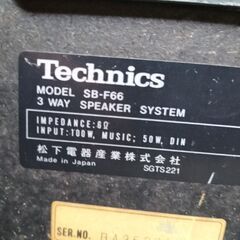 Technics
MODEL SB-F66
3 WAY SPEAKER SYSTEM
IMPEDANCE: 6Ω
INPUT: 100W, MUSIC; 50W, DIN
松下電器産業株式会社
Made in Japan
SGTS221
SER.NO.